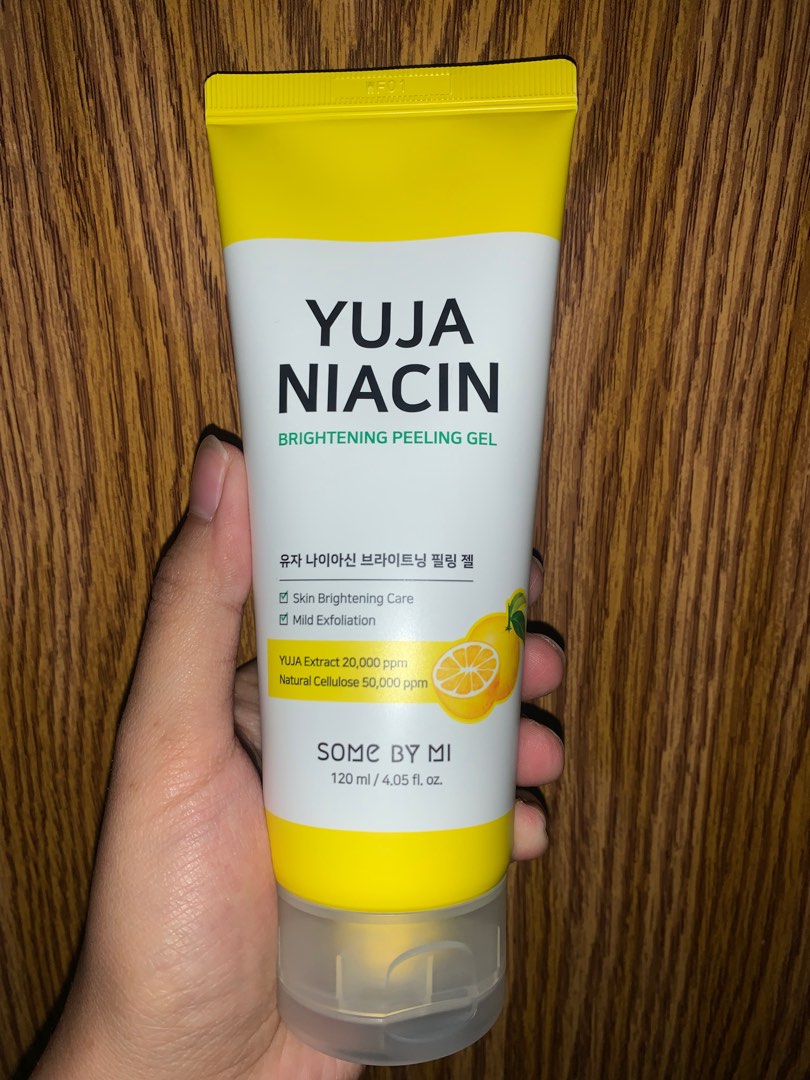 YUJA
NIACIN
BRIGHTENING PEELING GEL
유자 나이아신 브라이트닝 필링 젤
Skin Brightening Care
Mild Exfoliation
YUJA Extract 20,000 ppm
Natural Cellulose 50,000 ppm
SOME BY MI
120 ml / 4.05 fl. oz.